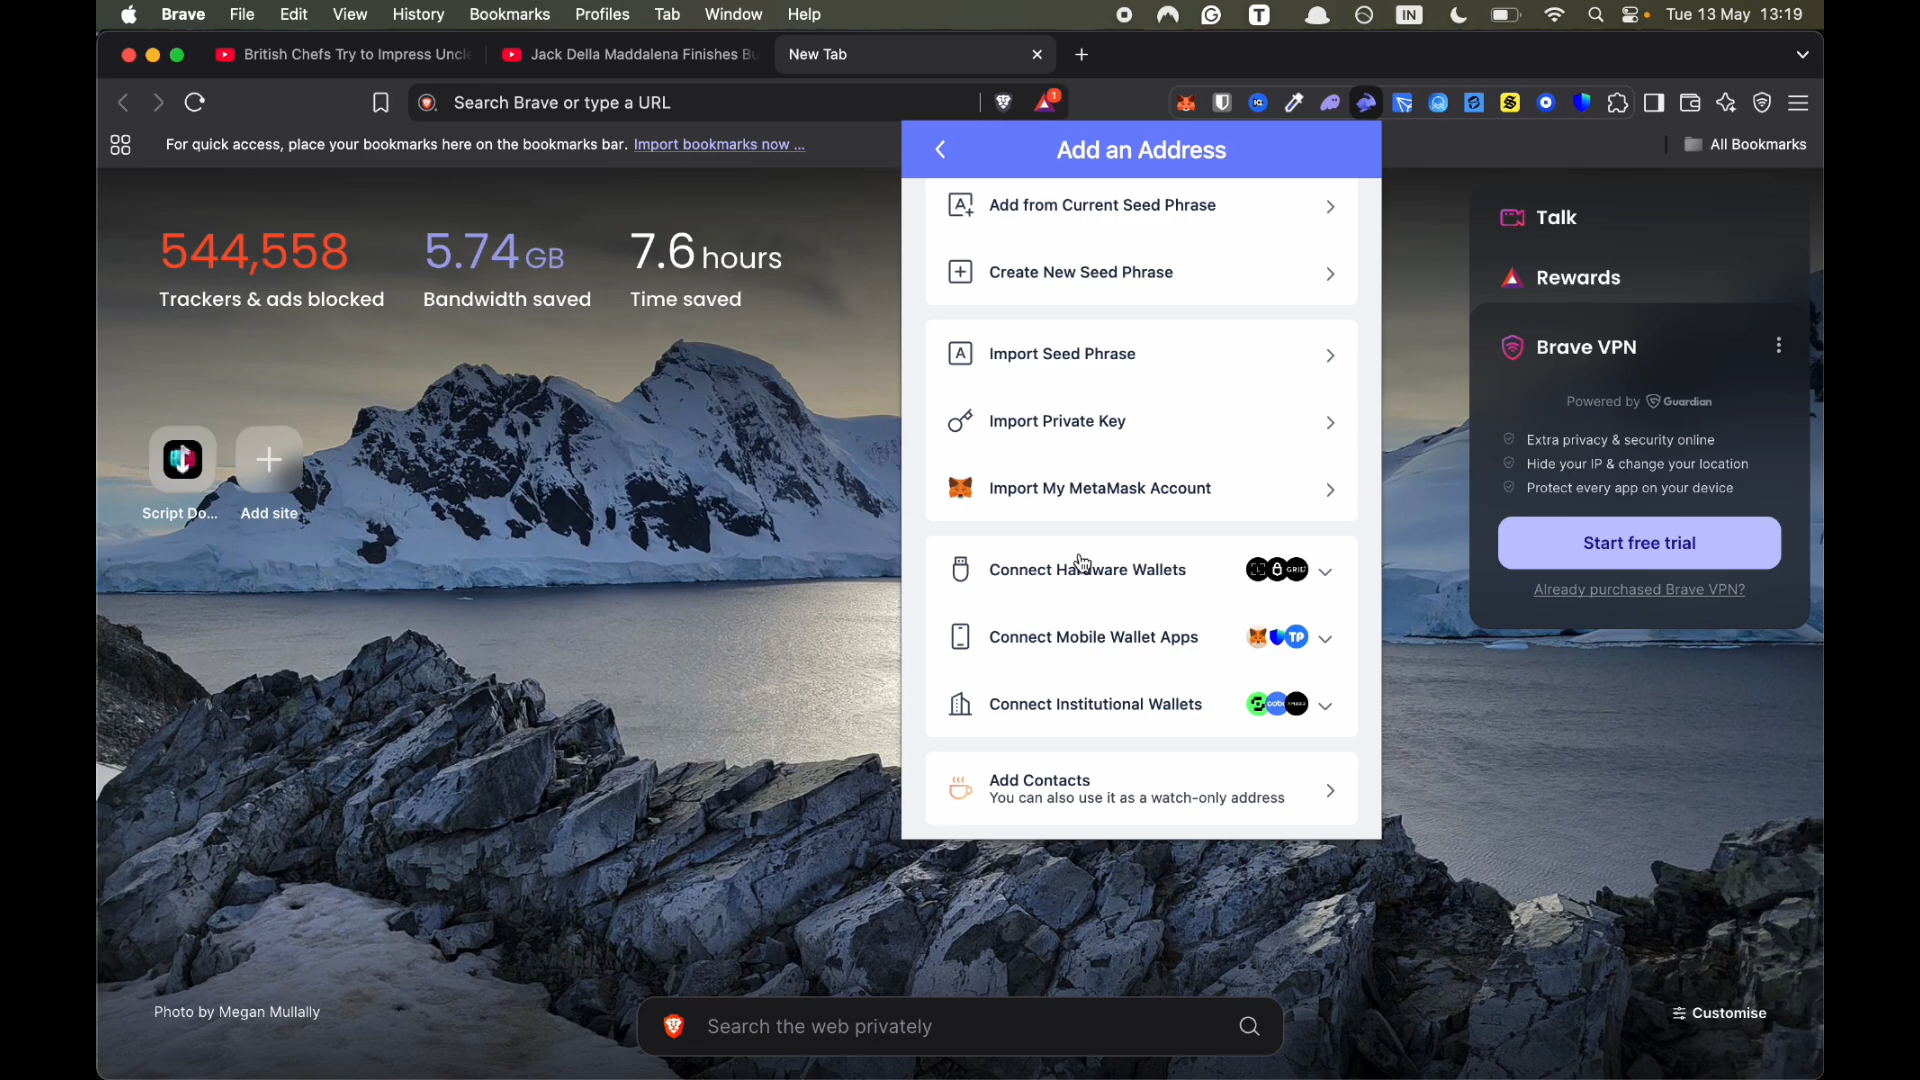 Brave File Edit View History Bookmarks Profiles Tab Window Help
IN
Tue 13 May 13:19
British Chefs Try to Impress Uncle
Jack Della Maddalena Finishes Bu
New Tab
Search Brave or type a URL
1
For quick access, place your bookmarks here on the bookmarks bar. Import bookmarks now ...
All Bookmarks
544,558
Trackers & ads blocked
5.74 GB
Bandwidth saved
7.6 hours
Time saved
Script Do...
Add site
Add an Address
Add from Current Seed Phrase
Create New Seed Phrase
Import Seed Phrase
Import Private Key
Import My MetaMask Account
Connect Hardware Wallets
GRID
Connect Mobile Wallet Apps
TP
Connect Institutional Wallets
Add Contacts
You can also use it as a watch-only address
Talk
Rewards
Brave VPN
Powered by Guardian
Extra privacy & security online
Hide your IP & change your location
Protect every app on your device
Start free trial
Already purchased Brave VPN?
Photo by Megan Mullally
Search the web privately
Customise